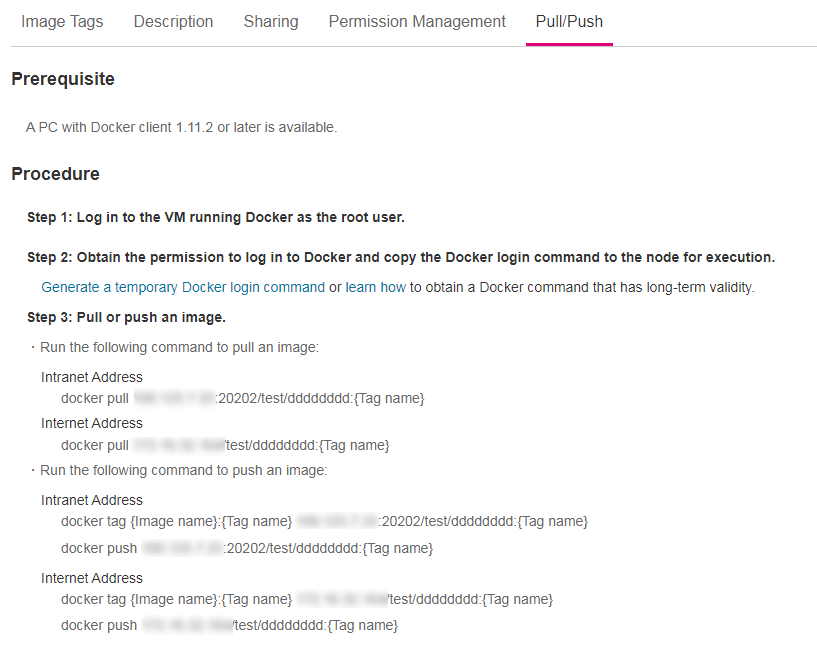 Image Tags Description Sharing Permission Management Pull/Push
Prerequisite
A PC with Docker client 1.11.2 or later is available.
Procedure
Step 1: Log in to the VM running Docker as the root user.
Step 2: Obtain the permission to log in to Docker and copy the Docker login command to the node for execution.
Generate a temporary Docker login command or learn how to obtain a Docker command that has long-term validity.
Step 3: Pull or push an image.
· Run the following command to pull an image:
Intranet Address
docker pull :20202/test/dddddddd:{Tag name}
Internet Address
docker pull /test/dddddddd:{Tag name}
· Run the following command to push an image:
Intranet Address
docker tag {Image name}:{Tag name} :20202/test/dddddddd:{Tag name}
docker push :20202/test/dddddddd:{Tag name}
Internet Address
docker tag {Image name}:{Tag name} /test/dddddddd:{Tag name}
docker push /test/dddddddd:{Tag name}